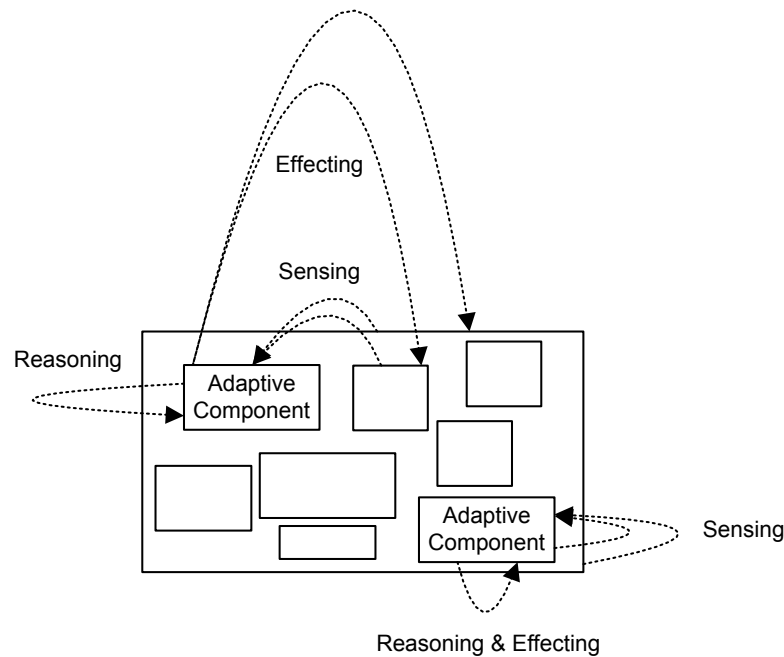 Effecting
Sensing
Reasoning
Adaptive
Component
Adaptive
Component
Sensing
Reasoning & Effecting